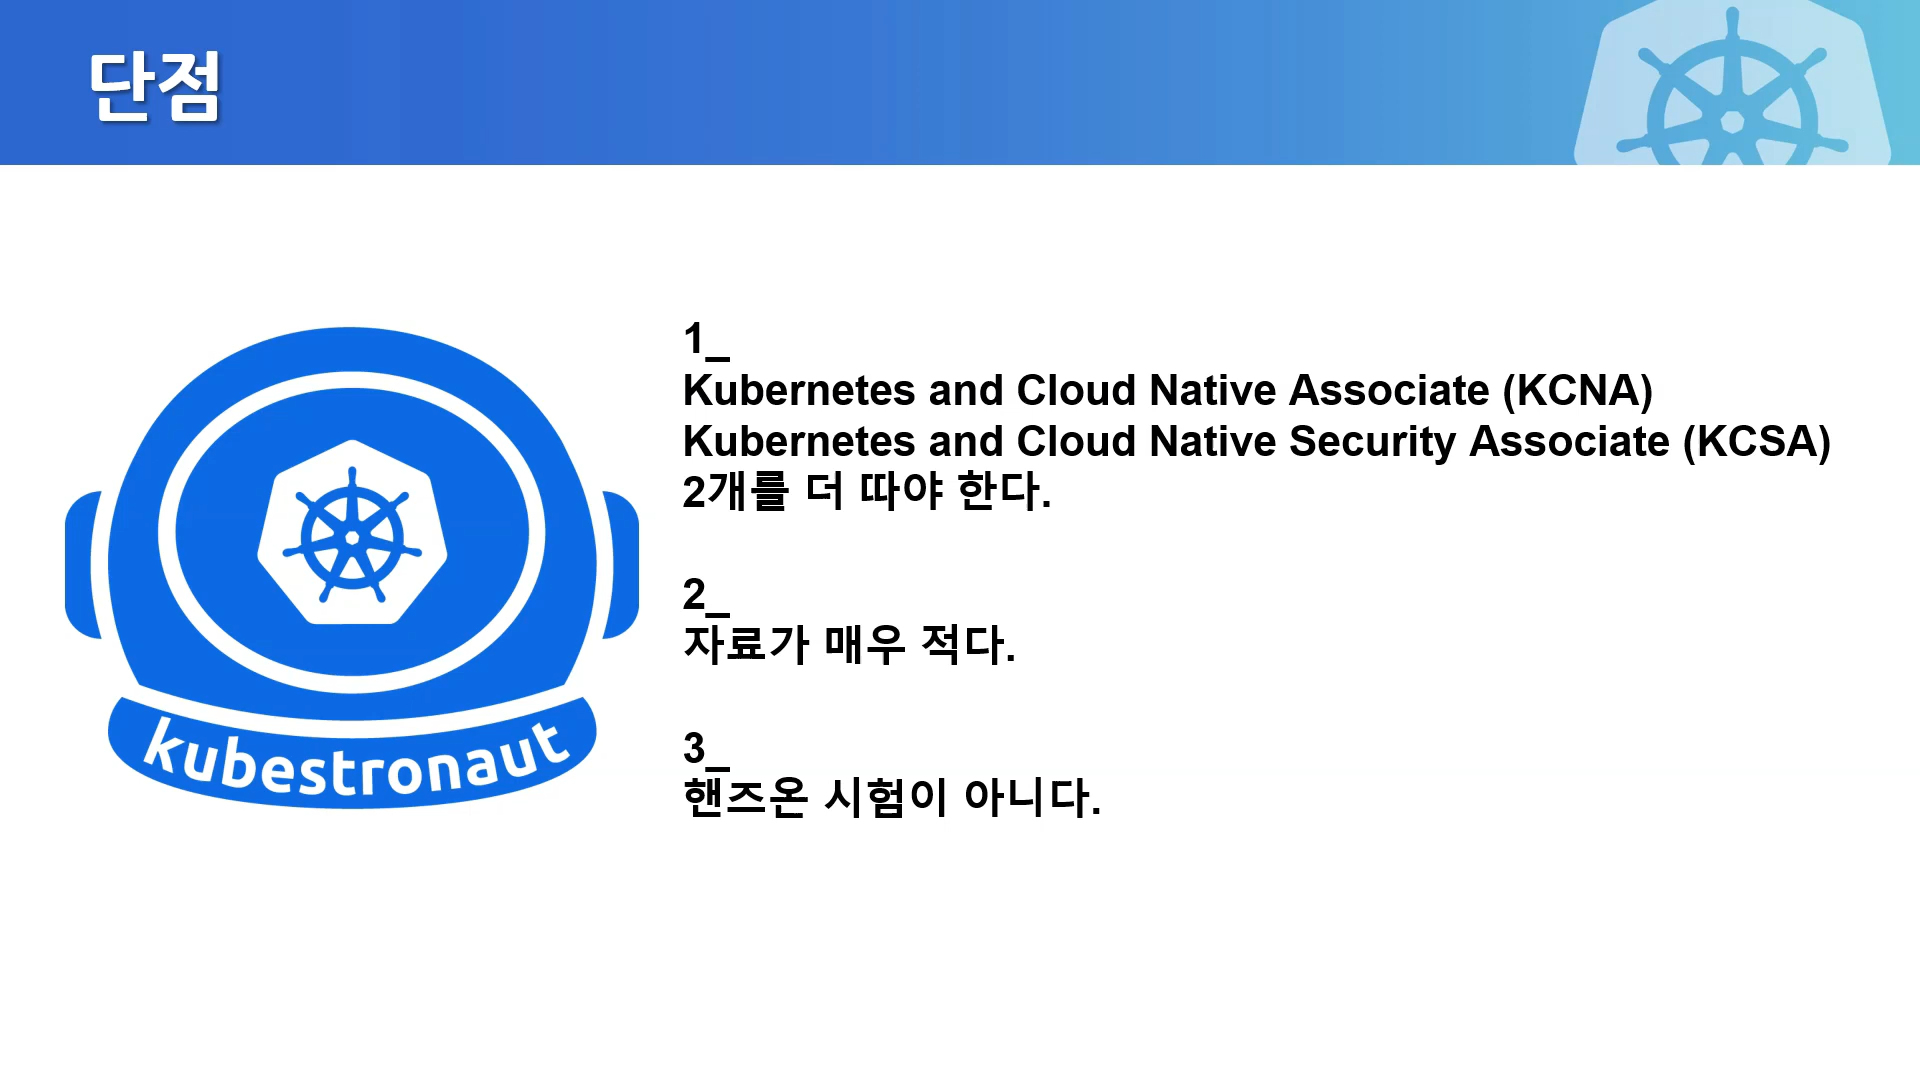 단점
1_
Kubernetes and Cloud Native Associate (KCNA)
Kubernetes and Cloud Native Security Associate (KCSA)
2개를 더 따야 한다.
2_
자료가 매우 적다.
3_
핸즈온 시험이 아니다.
kubestronaut